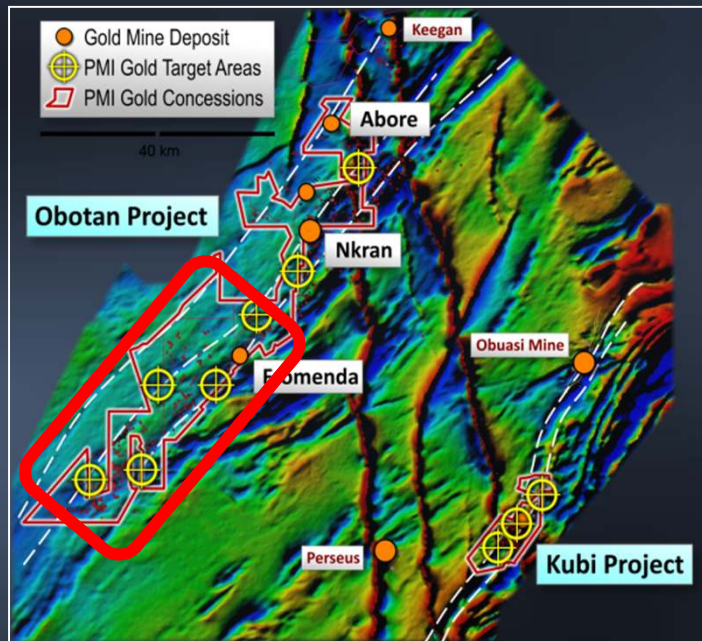 Gold Mine Deposit
PMI Gold Target Areas
PMI Gold Concessions
40 km
Keegan
Abore
Obotan Project
Nkran
Obuasi Mine
Perseus
Kubi Project